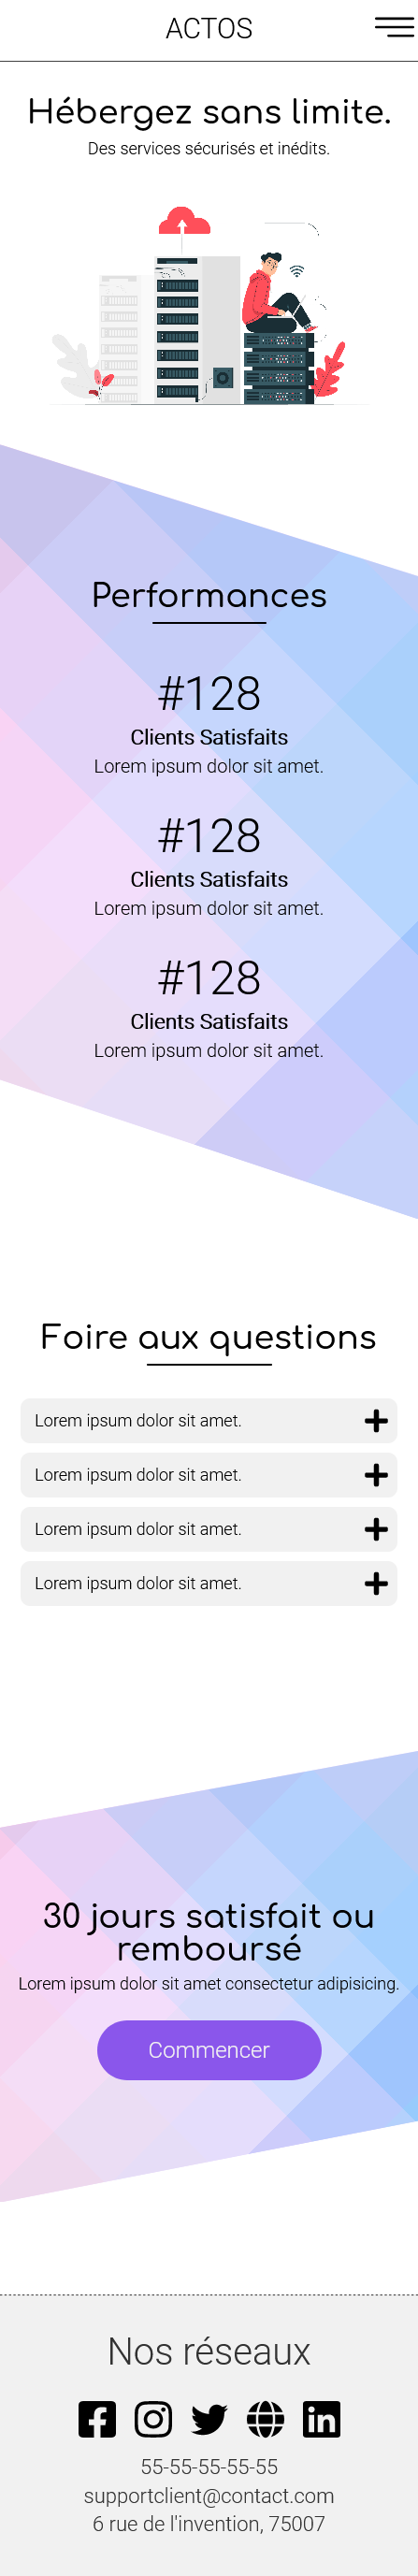 ACTOS
Hébergez sans limite.
Des services sécurisés et inédits.
Performances
#128
Clients Satisfaits
Lorem ipsum dolor sit amet.
#128
Clients Satisfaits
Lorem ipsum dolor sit amet.
#128
Clients Satisfaits
Lorem ipsum dolor sit amet.
Foire aux questions
Lorem ipsum dolor sit amet.
Lorem ipsum dolor sit amet.
Lorem ipsum dolor sit amet.
Lorem ipsum dolor sit amet.
30 jours satisfait ou
remboursé
Lorem ipsum dolor sit amet consectetur adipisicing.
Commencer
Nos réseaux
55-55-55-55-55
supportclient@contact.com
6 rue de l'invention, 75007